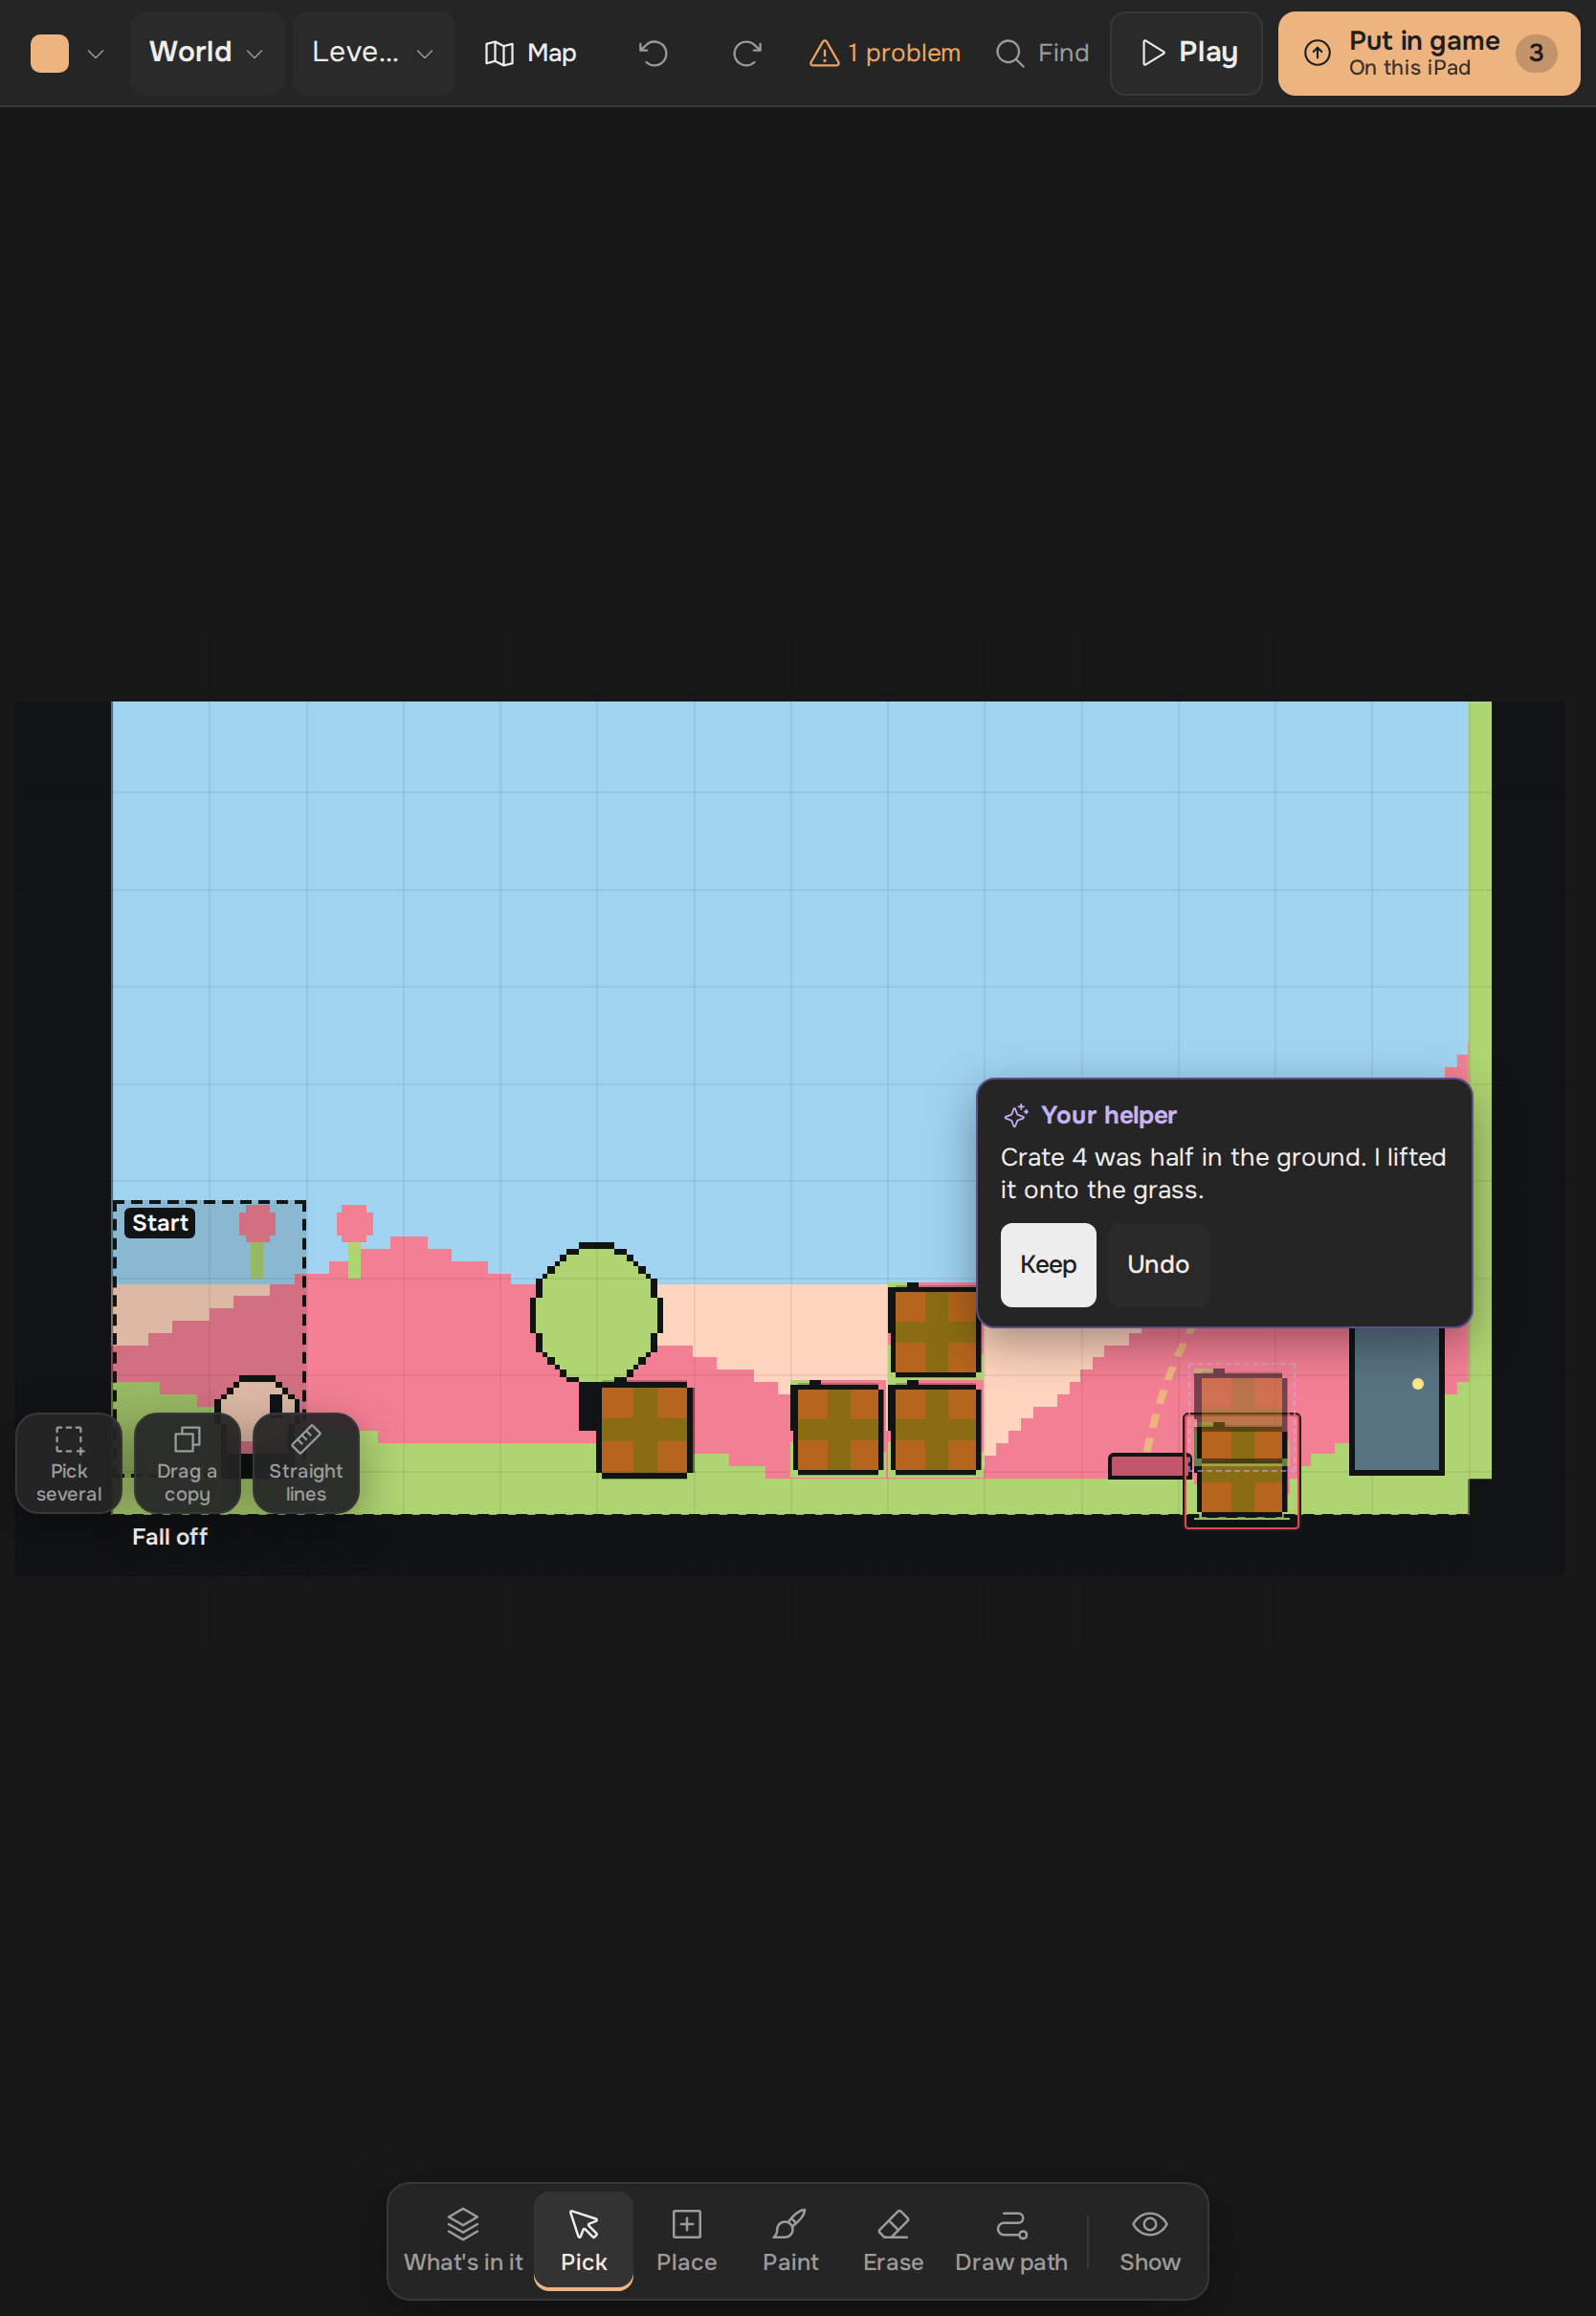 World
Leve...
Map
1 problem
Find
Play
Put in game
On this iPad
3
Your helper
Crate 4 was half in the ground. I lifted
it onto the grass.
Keep
Undo
Start
Pick
several
Drag a
copy
Straight
lines
Fall off
What's in it
Pick
Place
Paint
Erase
Draw path
Show